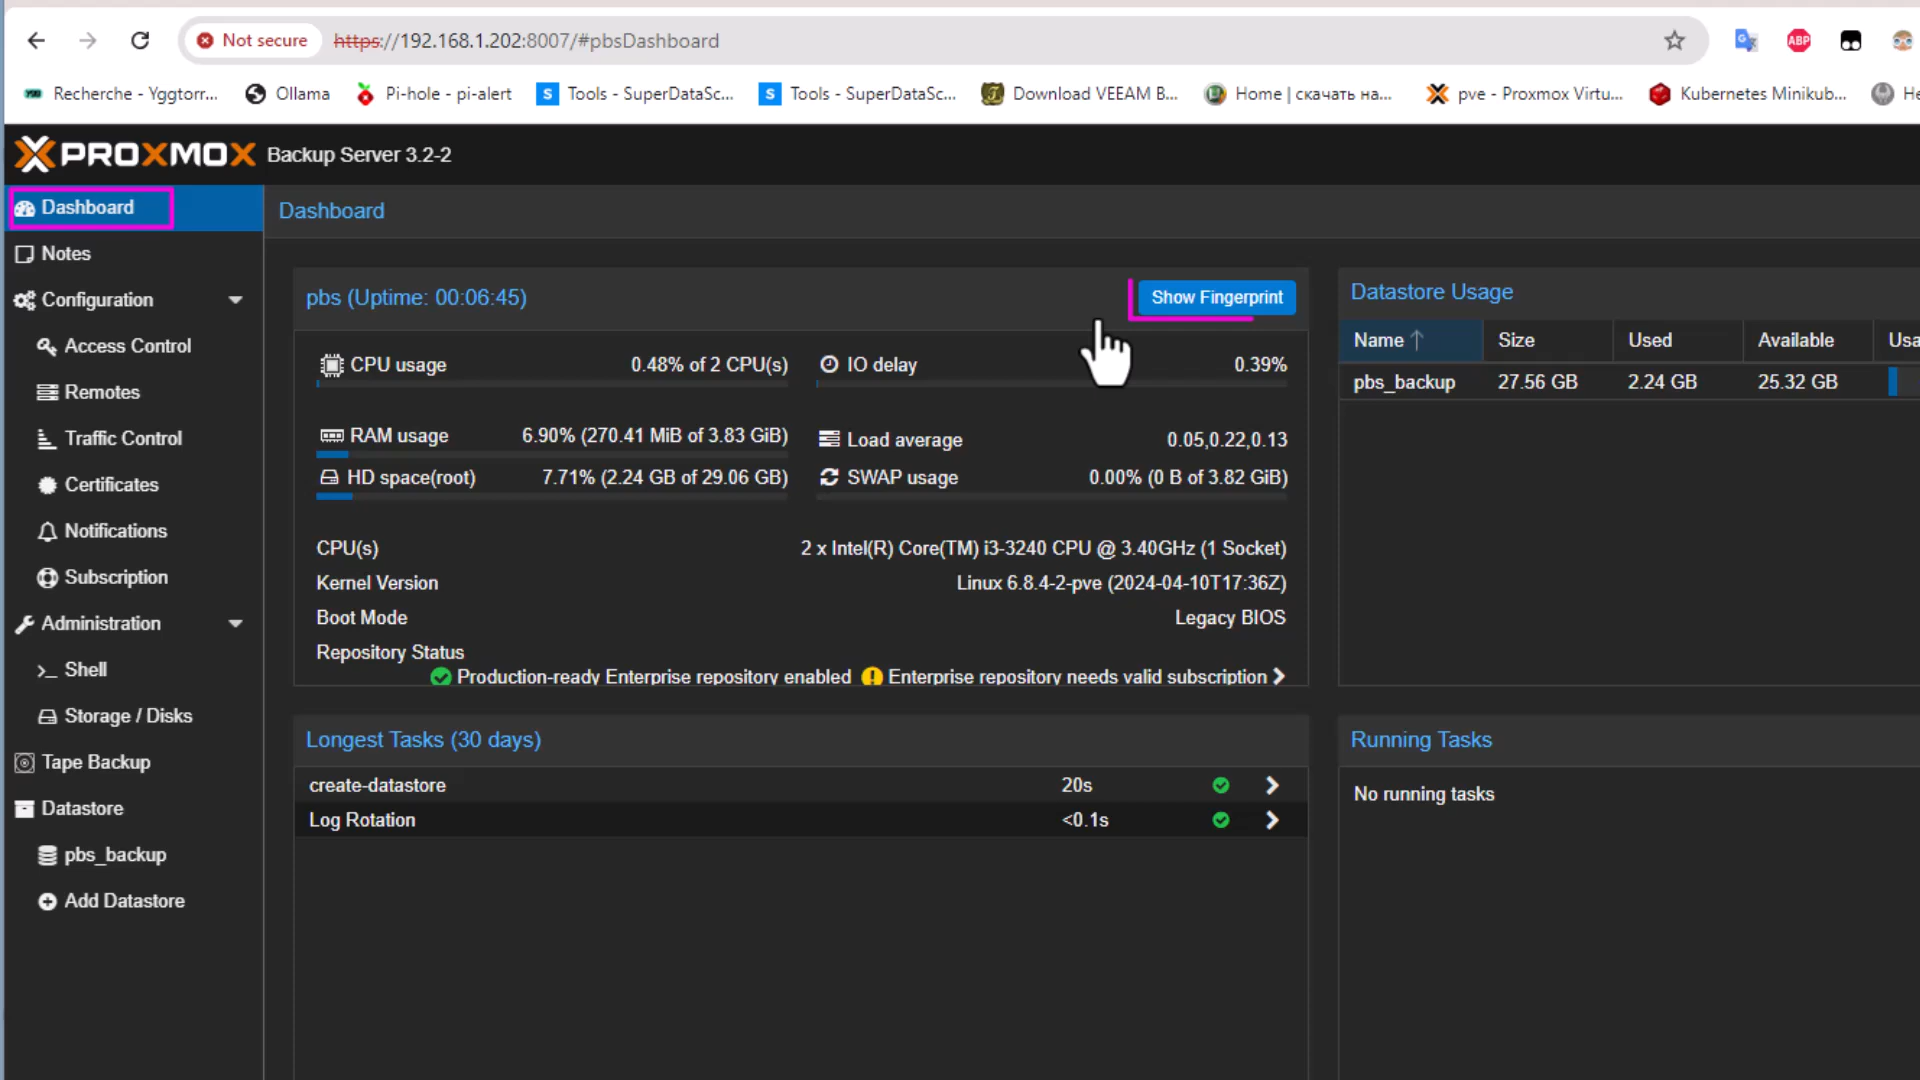 Not secure https://192.168.1.202:8007/#pbsDashboard
ABP
Recherche - Yggtorr... Ollama Pi-hole - pi-alert S Tools - SuperDataSc... S Tools - SuperDataSc... Download VEEAM B... Home | скачать на... pve - Proxmox Virtu... Kubernetes Minikub... He
PROXMOX Backup Server 3.2-2
Dashboard
Notes
Configuration
Access Control
Remotes
Traffic Control
Certificates
Notifications
Subscription
Administration
Shell
Storage / Disks
Tape Backup
Datastore
pbs_backup
Add Datastore
Dashboard
pbs (Uptime: 00:06:45) Show Fingerprint
CPU usage 0.48% of 2 CPU(s) IO delay 0.39%
RAM usage 6.90% (270.41 MiB of 3.83 GiB) Load average 0.05,0.22,0.13
HD space(root) 7.71% (2.24 GB of 29.06 GB) SWAP usage 0.00% (0 B of 3.82 GiB)
CPU(s) 2 x Intel(R) Core(TM) i3-3240 CPU @ 3.40GHz (1 Socket)
Kernel Version Linux 6.8.4-2-pve (2024-04-10T17:36Z)
Boot Mode Legacy BIOS
Repository Status
Production-ready Enterprise repository enabled Enterprise repository needs valid subscription
Datastore Usage
Name Size Used Available Usa
pbs_backup 27.56 GB 2.24 GB 25.32 GB
Longest Tasks (30 days)
create-datastore 20s
Log Rotation <0.1s
Running Tasks
No running tasks